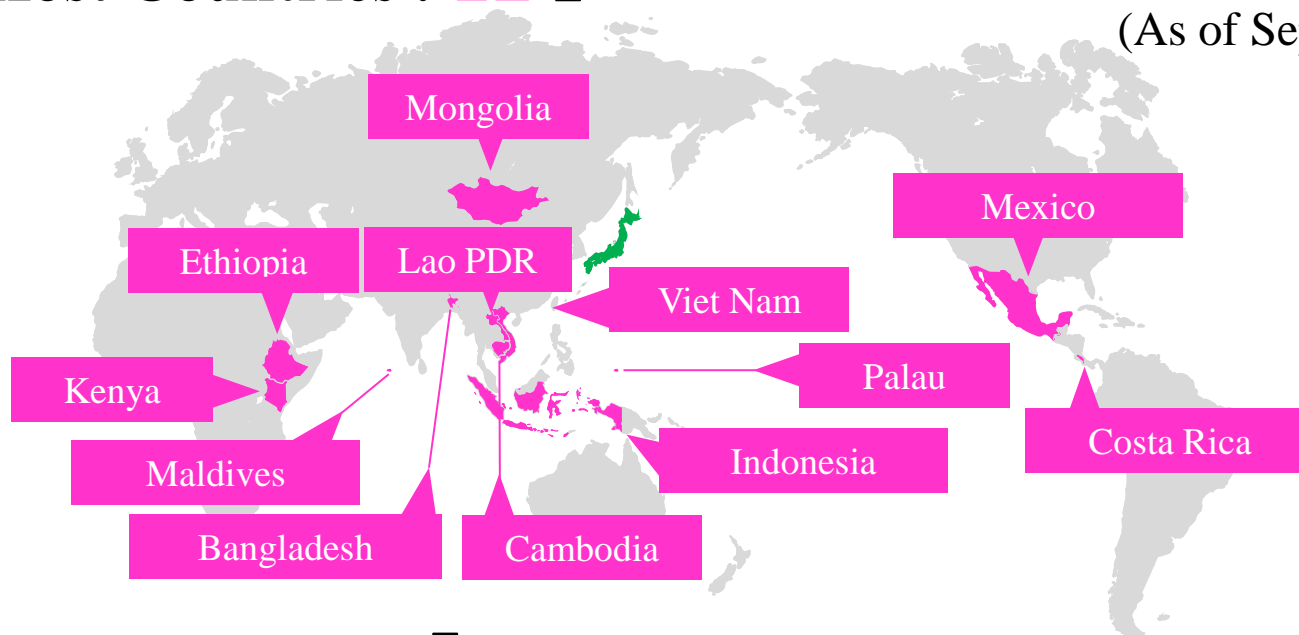 (As of Se
Mongolia
Mexico
Ethiopia
Lao PDR
Viet Nam
Kenya
Palau
Maldives
Indonesia
Costa Rica
Bangladesh
Cambodia